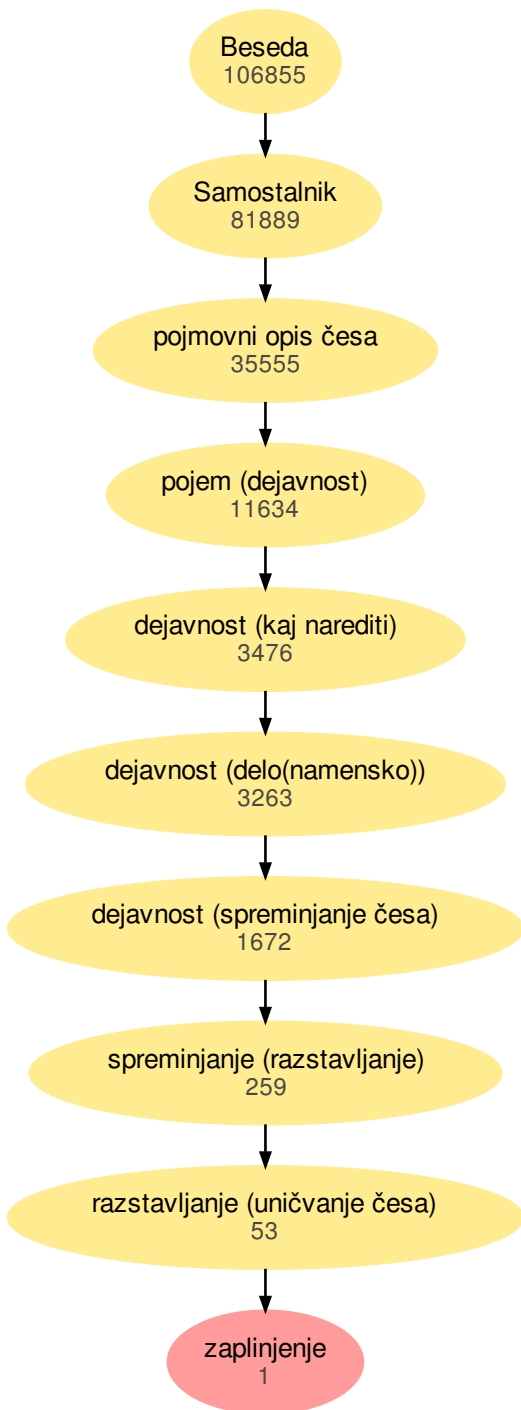 Beseda
106855
Samostalnik
81889
pojmovni opis česa
35555
pojem (dejavnost)
11634
dejavnost (kaj narediti)
3476
dejavnost (delo(namensko))
3263
dejavnost (spreminjanje česa)
1672
spreminjanje (razstavljanje)
259
razstavljanje (uničvanje česa)
53
zaplinjenje
1